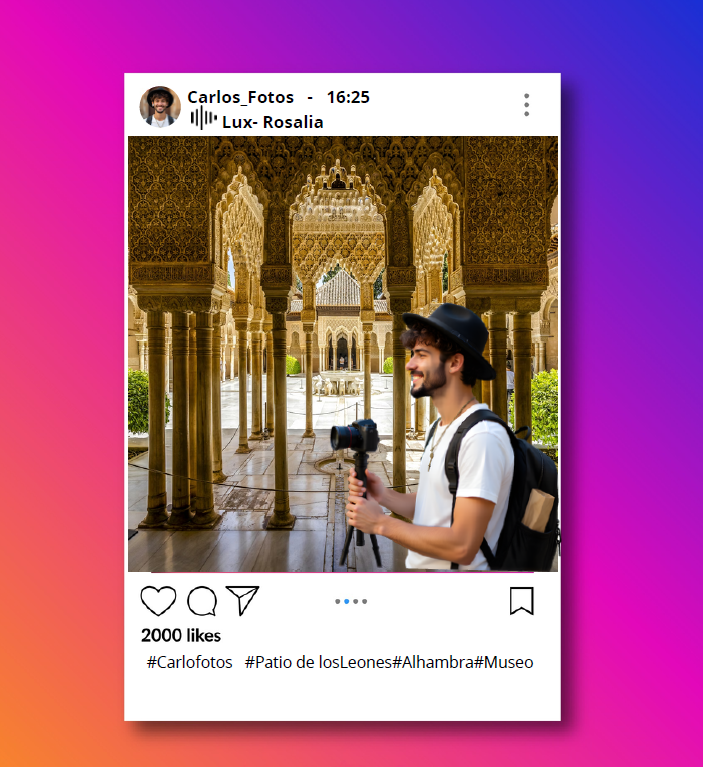 Carlos_Fotos - 16:25
Lux- Rosalia
2000 likes
#Carlofotos #Patio de losLeones#Alhambra#Museo